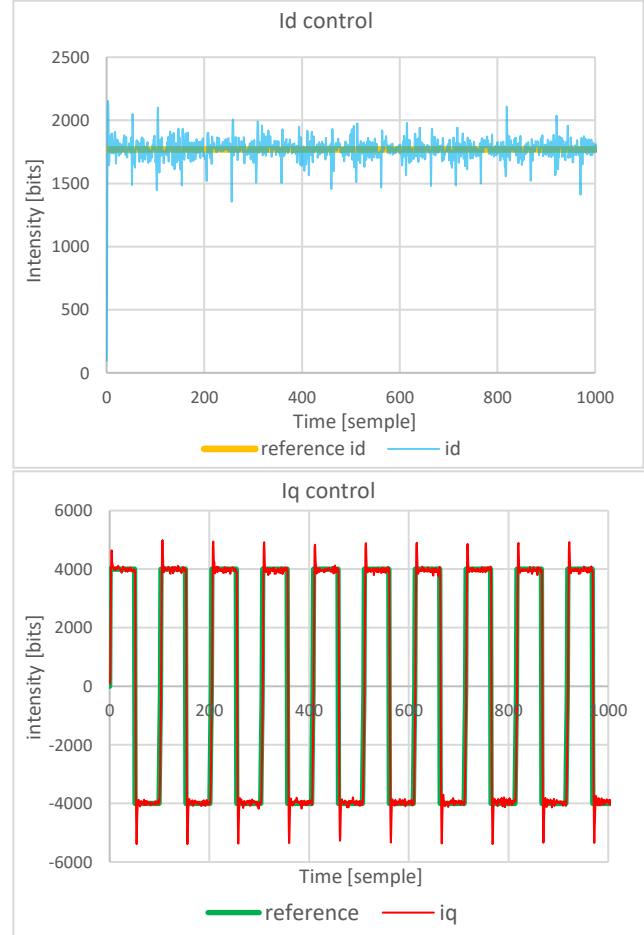 Id control
2500
2000
1500
1000
500
0
Intensity [bits]
0 200 400 600 800 1000
Time [semple]
reference id id
Iq control
6000
4000
2000
0
-2000
-4000
-6000
intensity [bits]
0 200 400 600 800 1000
Time [semple]
reference iq